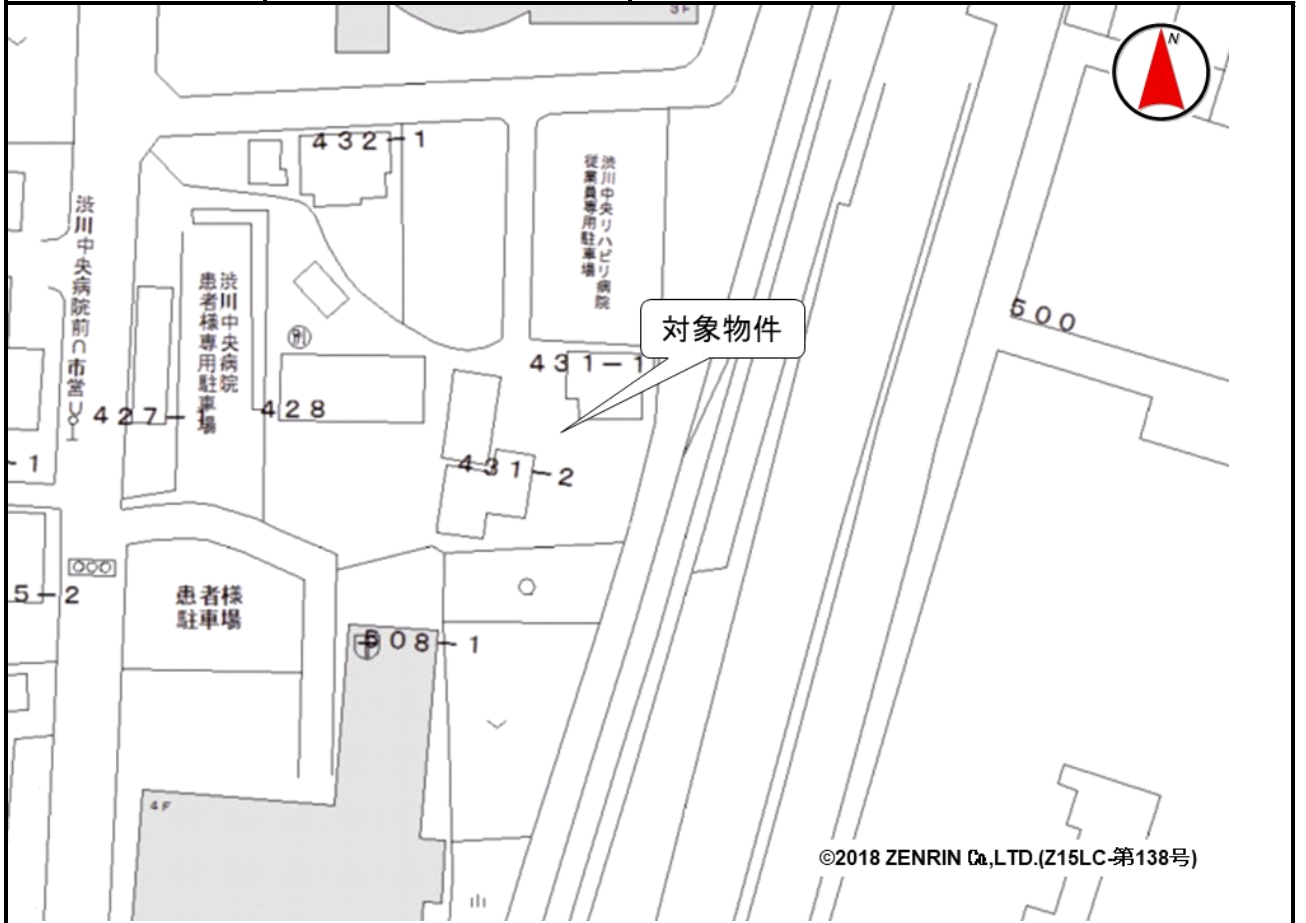 3F
N
432-1
渋川中央リハビリ病院
従業員専用駐車場
渋川中央病院前(市営)
渋川中央病院
患者様専用駐車場
500
対象物件
431-1
427-1
428
-1
431-2
5-2
患者様
駐車場
508-1
4F
©2018 ZENRIN Co.,LTD.(Z15LC-第138号)